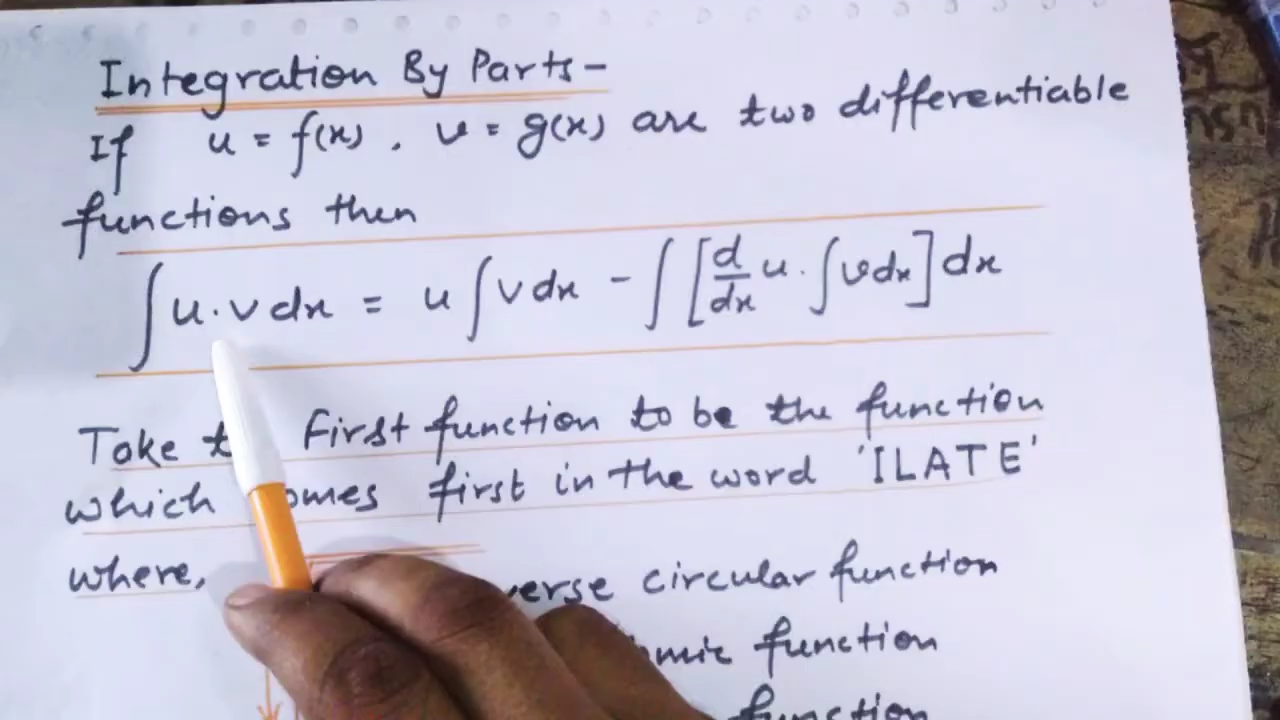 Integration By Parts-
If u = f(x), v = g(x) are two differentiable
functions then
∫u·v dx = u∫v dx - ∫[d/dx u·∫v dx]dx
Take First function to be the function
which first in the word 'ILATE'
where, circular function
function
function